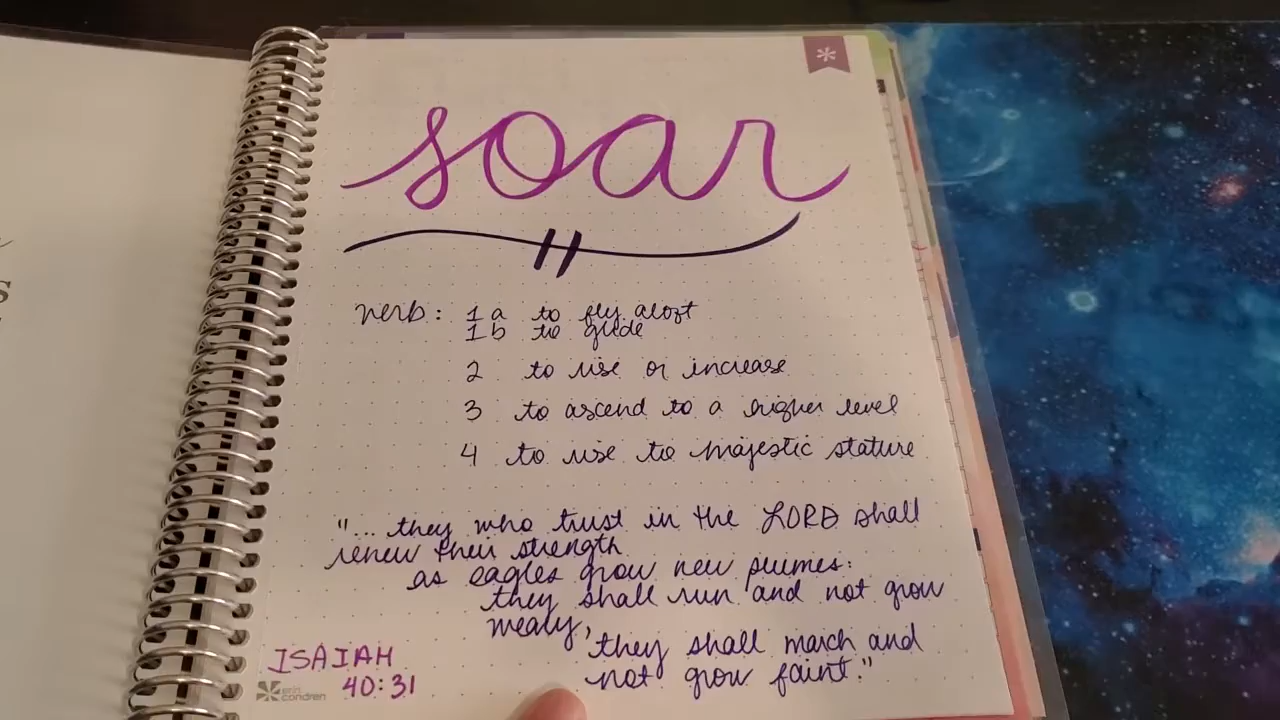 soar
verb: 1a to fly aloft
1b to glide
2 to rise or increase
3 to ascend to a higher level
4 to rise to majestic stature
"... they who trust in the LORD shall
renew their strength
as eagles grow new plumes:
they shall run and not grow
weary,
they shall march and
not grow faint."
ISAIAH
40:31
erin
condren
S